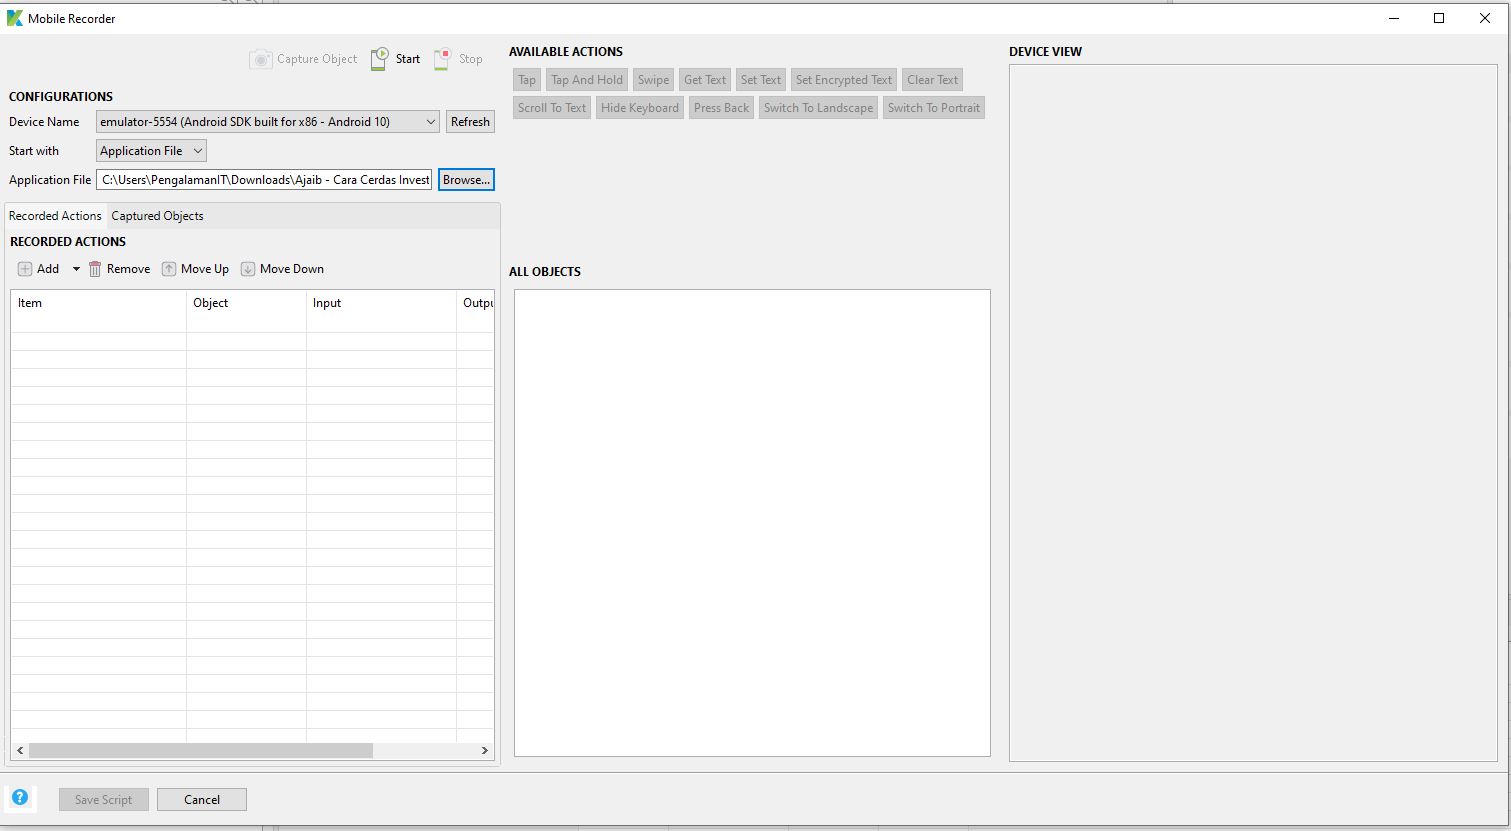 Mobile Recorder
Capture Object Start Stop
CONFIGURATIONS
Device Name emulator-5554 (Android SDK built for x86 - Android 10) Refresh
Start with Application File
Application File C:\Users\PengalamanIT\Downloads\Ajaib - Cara Cerdas Invest Browse...
Recorded Actions Captured Objects
RECORDED ACTIONS
Add Remove Move Up Move Down
Item Object Input Outpu
AVAILABLE ACTIONS
Tap Tap And Hold Swipe Get Text Set Text Set Encrypted Text Clear Text
Scroll To Text Hide Keyboard Press Back Switch To Landscape Switch To Portrait
ALL OBJECTS
DEVICE VIEW
? Save Script Cancel